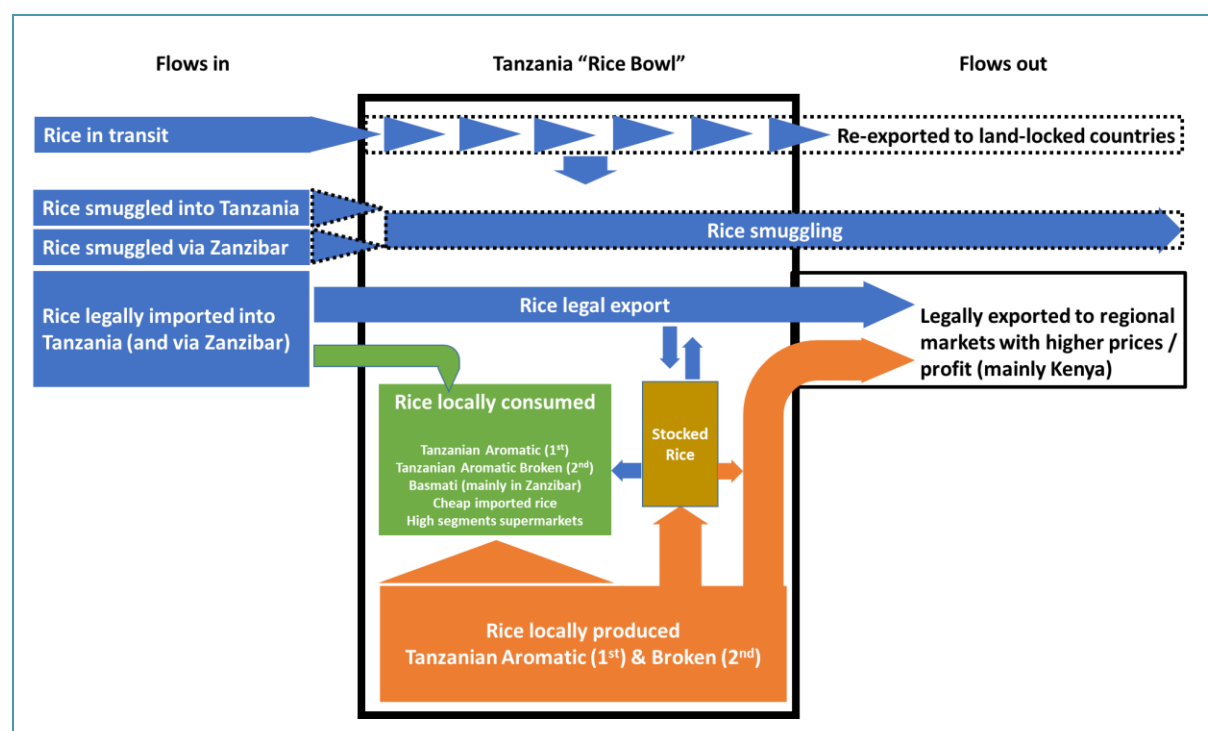 Flows in
Tanzania “Rice Bowl”
Flows out
Rice in transit
Re-exported to land-locked countries
Rice smuggled into Tanzania
Rice smuggled via Zanzibar
Rice smuggling
Rice legally imported into
Tanzania (and via Zanzibar)
Rice legal export
Legally exported to regional
markets with higher prices /
profit (mainly Kenya)
Rice locally consumed
Tanzanian Aromatic (1st)
Tanzanian Aromatic Broken (2nd)
Basmati (mainly in Zanzibar)
Cheap imported rice
High segments supermarkets
Stocked
Rice
Rice locally produced
Tanzanian Aromatic (1st) & Broken (2nd)